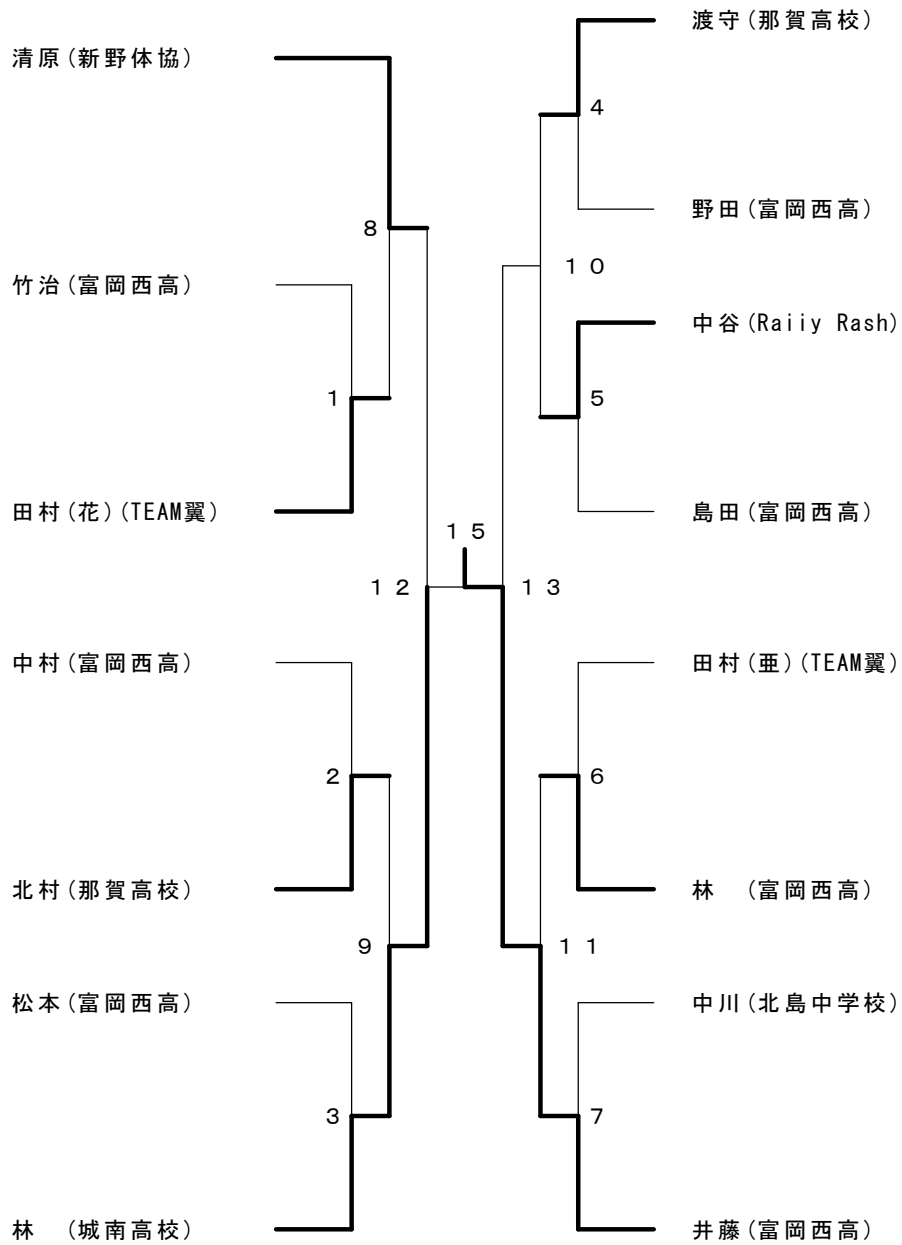 渡守(那賀高校)
清原(新野体協)
4
野田(富岡西高)
8
竹治(富岡西高)
10
中谷(Raiiy Rash)
1
5
田村(花)(TEAM翼)
島田(富岡西高)
15
12
13
中村(富岡西高)
田村(亜)(TEAM翼)
2
6
北村(那賀高校)
林 (富岡西高)
9
11
松本(富岡西高)
中川(北島中学校)
3
7
林 (城南高校)
井藤(富岡西高)